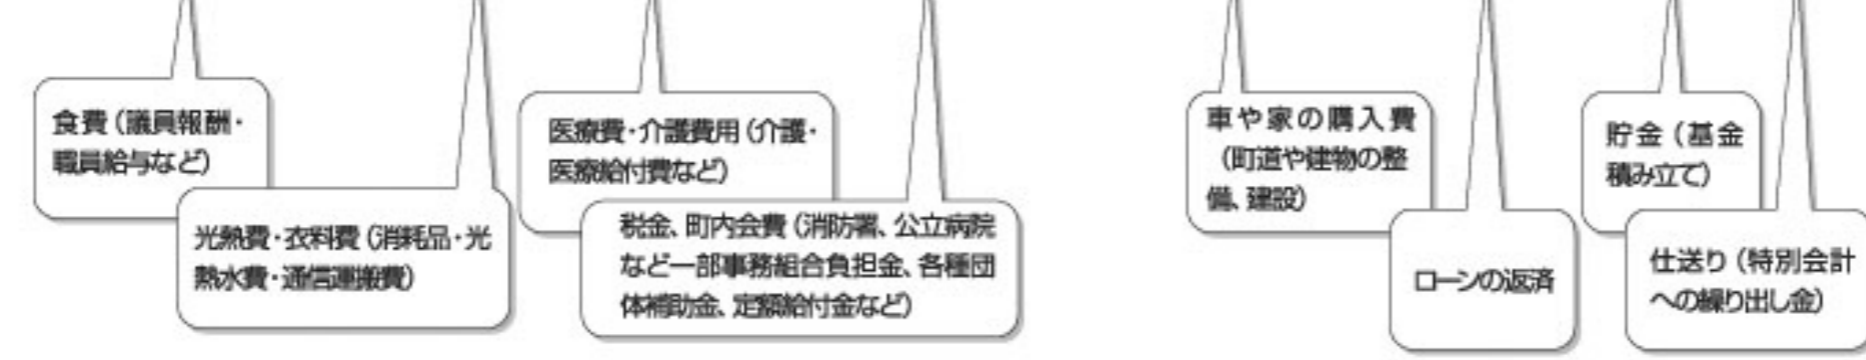 食費（議員報酬・
職員給与など）
光熱費・衣料費（消耗品・光
熱水費・通信運搬費）
医療費・介護費用（介護・
医療給付費など）
税金、町内会費（消防署、公立病院
など一部事務組合負担金、各種団
体補助金、定額給付金など）
車や家の購入費
（町道や建物の整
備、建設）
ローンの返済
貯金（基金
積み立て）
仕送り（特別会計
への繰り出し金）